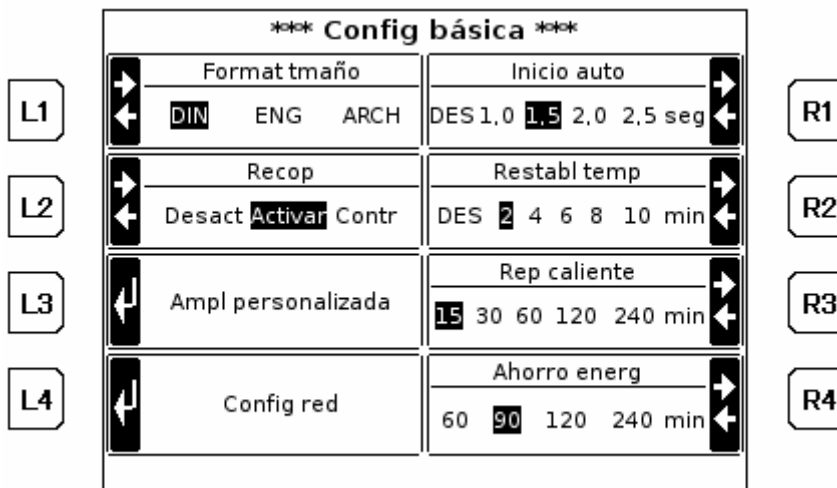 *** Config básica ***
Format tmaño
Inicio auto
L1
DIN ENG ARCH
DES 1,0 1,5 2,0 2,5 seg
R1
Recop
Restabl temp
L2
Desact Activar Contr
DES 2 4 6 8 10 min
R2
Rep caliente
L3
Ampl personalizada
15 30 60 120 240 min
R3
Ahorro energ
L4
Config red
60 90 120 240 min
R4